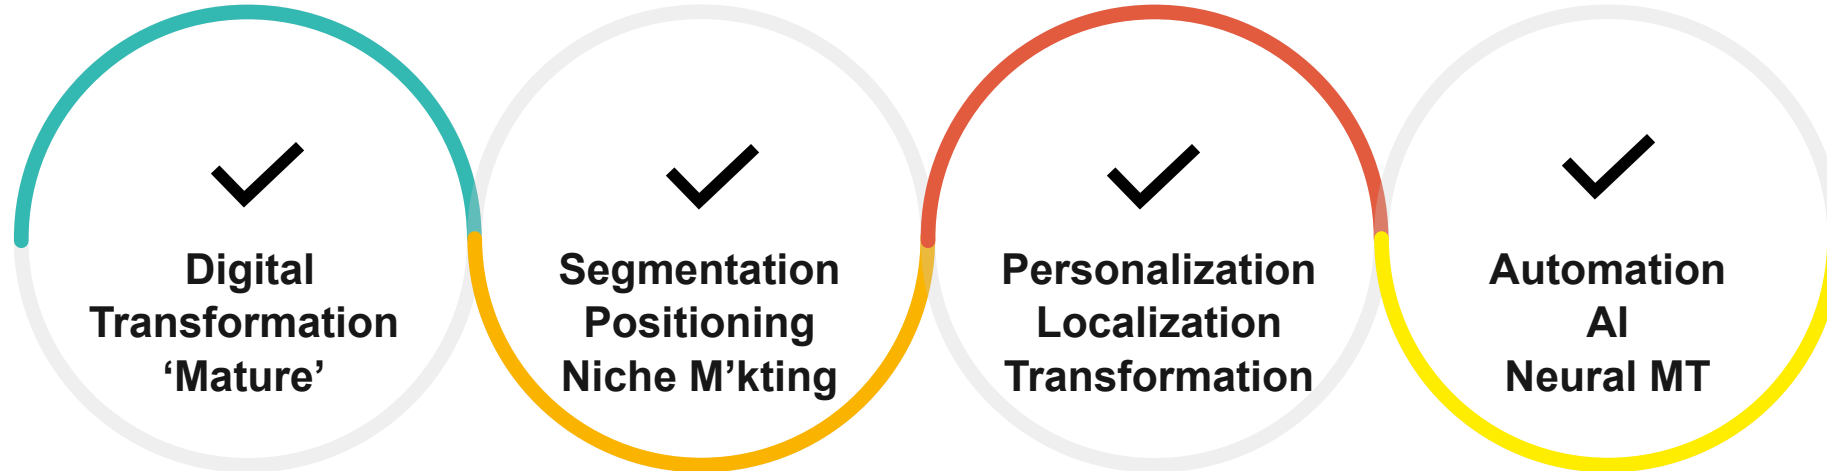 Digital
Transformation
‘Mature’
Segmentation
Positioning
Niche M’kting
Personalization
Localization
Transformation
Automation
AI
Neural MT